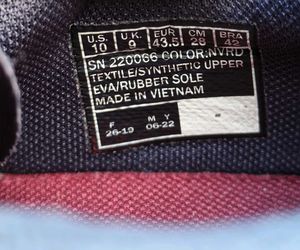 U.S. U.K. EUR CM BRA
10 9 43.5 28 42
SN 220066 COLOR:NVRD
TEXTILE/SYNTHETIC UPPER
EVA/RUBBER SOLE
MADE IN VIETNAM
F M Y
26-19 06-22